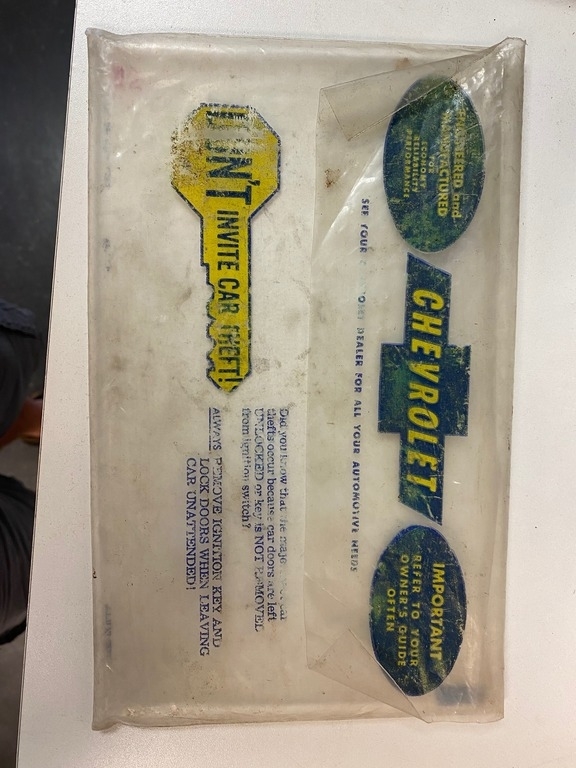 ENGINEERED and
MANUFACTURED
FOR
ECONOMY
RELIABILITY
PERFORMANCE
CHEVROLET
IMPORTANT
REFER TO YOUR
OWNER'S GUIDE
OFTEN
SEE YOUR CHEVROLET DEALER FOR ALL YOUR AUTOMOTIVE NEEDS
DON'T INVITE CAR THEFT!
Did you know that the major car
thefts occur because car doors are left
UNLOCKED or key is NOT REMOVED
from ignition switch?
ALWAYS REMOVE IGNITION KEY AND
LOCK DOORS WHEN LEAVING
CAR UNATTENDED!